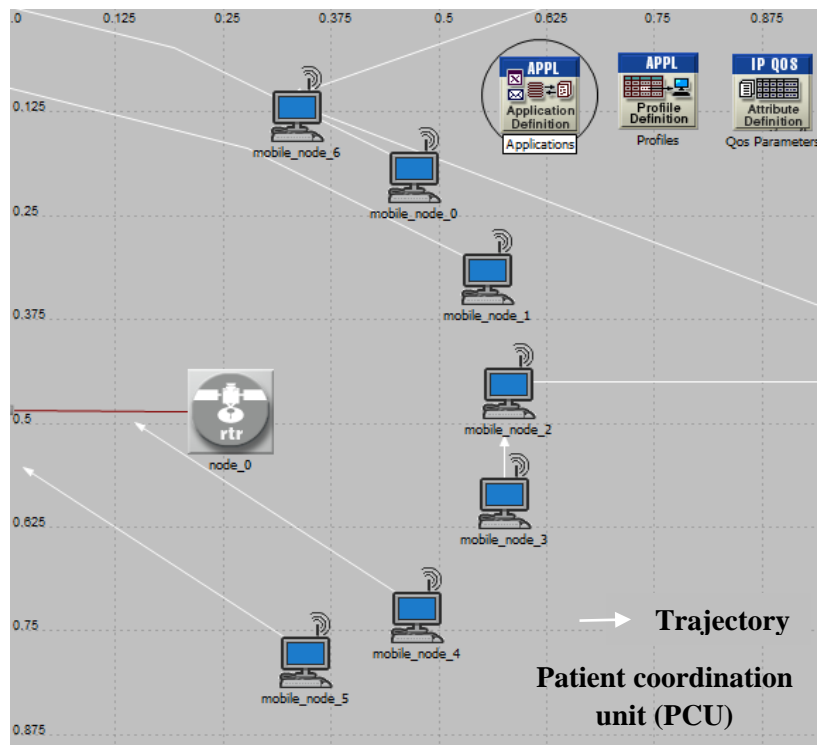 .0
0.125
0.25
0.375
0.5
0.625
0.75
0.875
APPL
Application
Definition
Applications
APPL
Profiile
Definition
Profiles
IP QOS
Attribute
Definition
Qos Parameters
0.125
mobile_node_6
mobile_node_0
0.25
mobile_node_1
0.375
mobile_node_2
0.5
rtr
node_0
mobile_node_3
0.625
Trajectory
0.75
mobile_node_4
mobile_node_5
Patient coordination
unit (PCU)
0.875